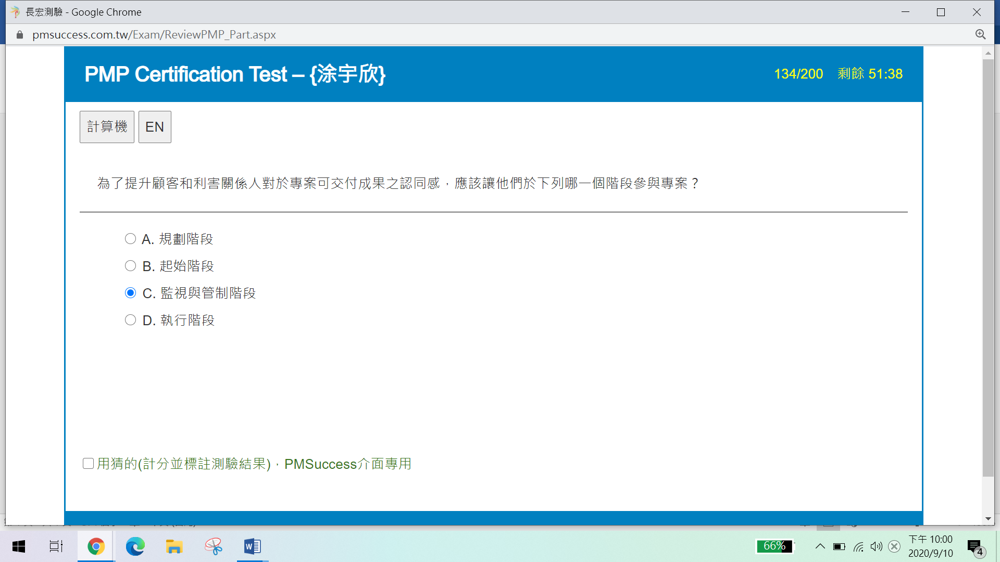 長宏測驗 - Google Chrome
pmsuccess.com.tw/Exam/ReviewPMP_Part.aspx
PMP Certification Test – {涂宇欣}
134/200 剩餘 51:38
計算機 EN
為了提升顧客和利害關係人對於專案可交付成果之認同感，應該讓他們於下列哪一個階段參與專案？
A. 規劃階段
B. 起始階段
C. 監視與管制階段
D. 執行階段
用猜的(計分並標註測驗結果)，PMSuccess介面專用
66%
下午 10:00
2020/9/10
4